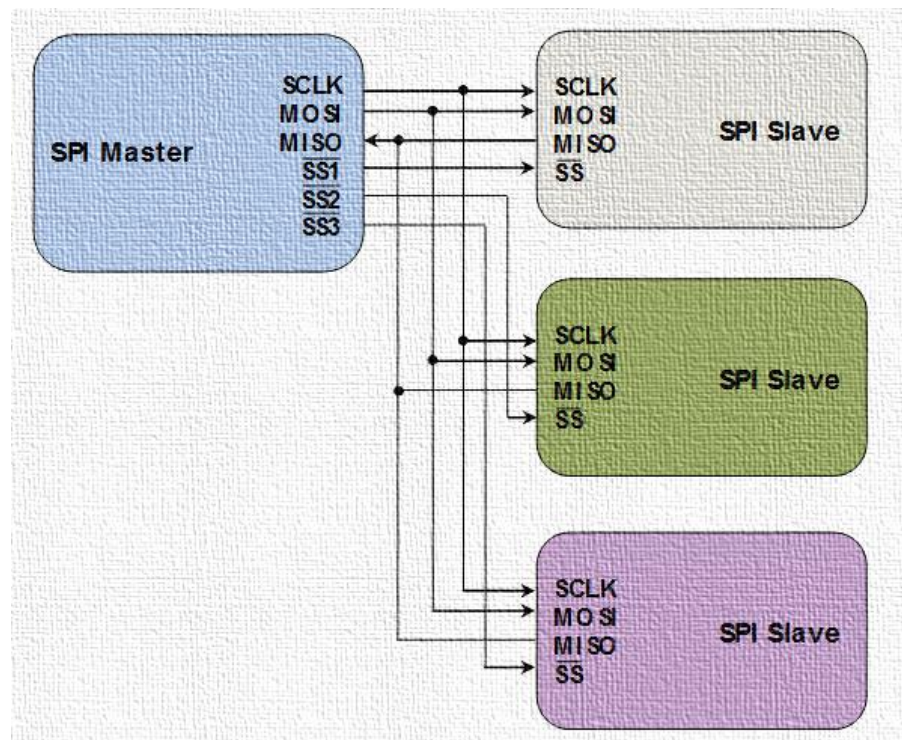 SPI Master
SCLK
MOSI
MISO
SS1
SS2
SS3
SCLK
MOSI
MISO
SS
SPI Slave
SCLK
MOSI
MISO
SS
SPI Slave
SCLK
MOSI
MISO
SS
SPI Slave